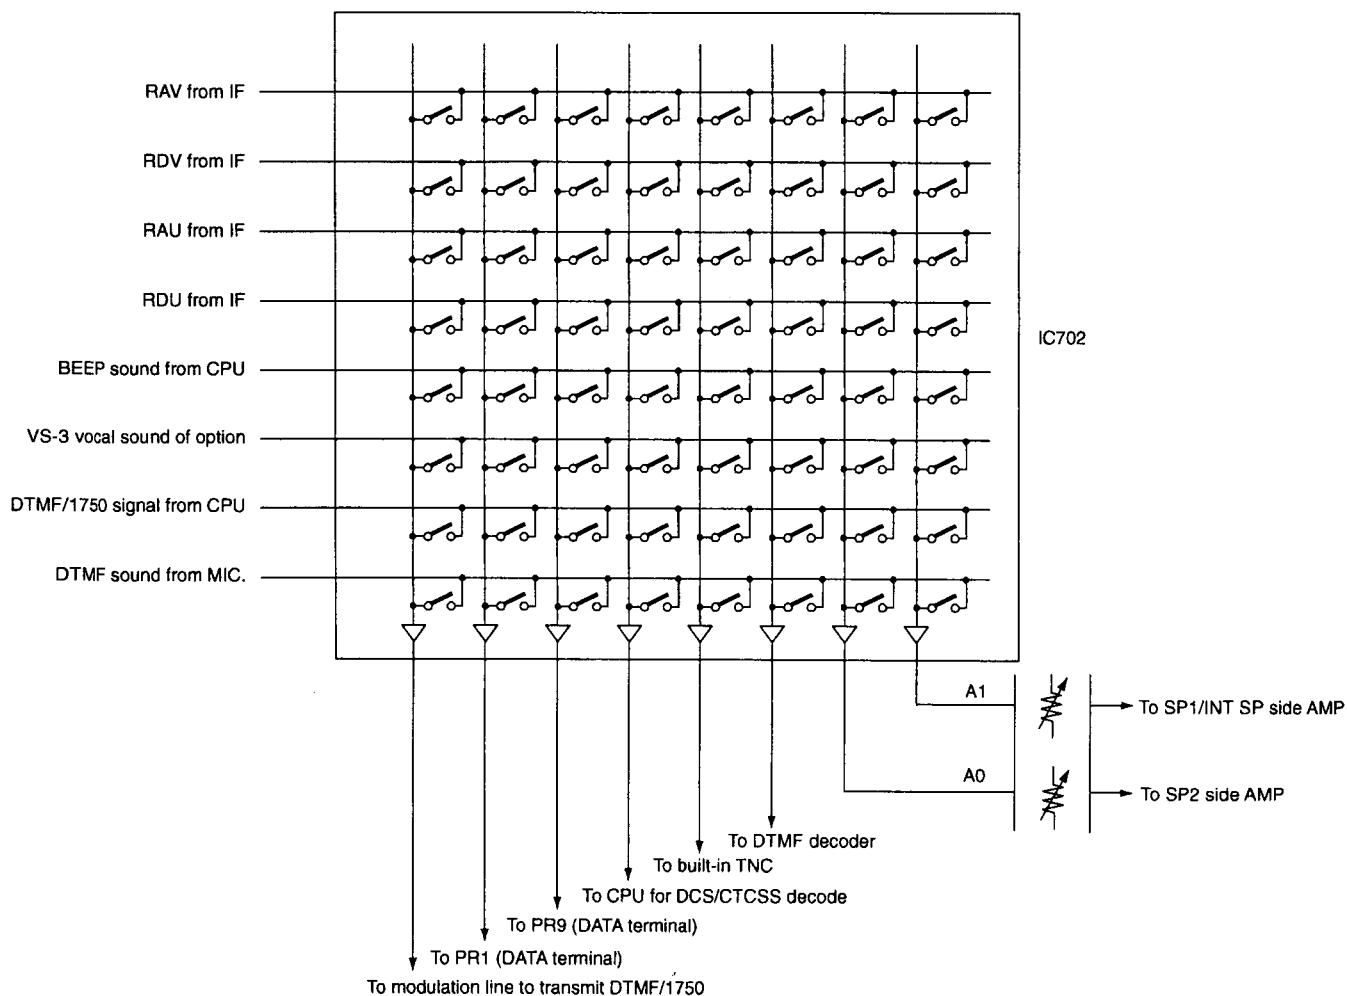 RAV from IF
RDV from IF
RAU from IF
RDU from IF
IC702
BEEP sound from CPU
VS-3 vocal sound of option
DTMF/1750 signal from CPU
DTMF sound from MIC.
A1
To SP1/INT SP side AMP
A0
To SP2 side AMP
To DTMF decoder
To built-in TNC
To CPU for DCS/CTCSS decode
To PR9 (DATA terminal)
To PR1 (DATA terminal)
To modulation line to transmit DTMF/1750